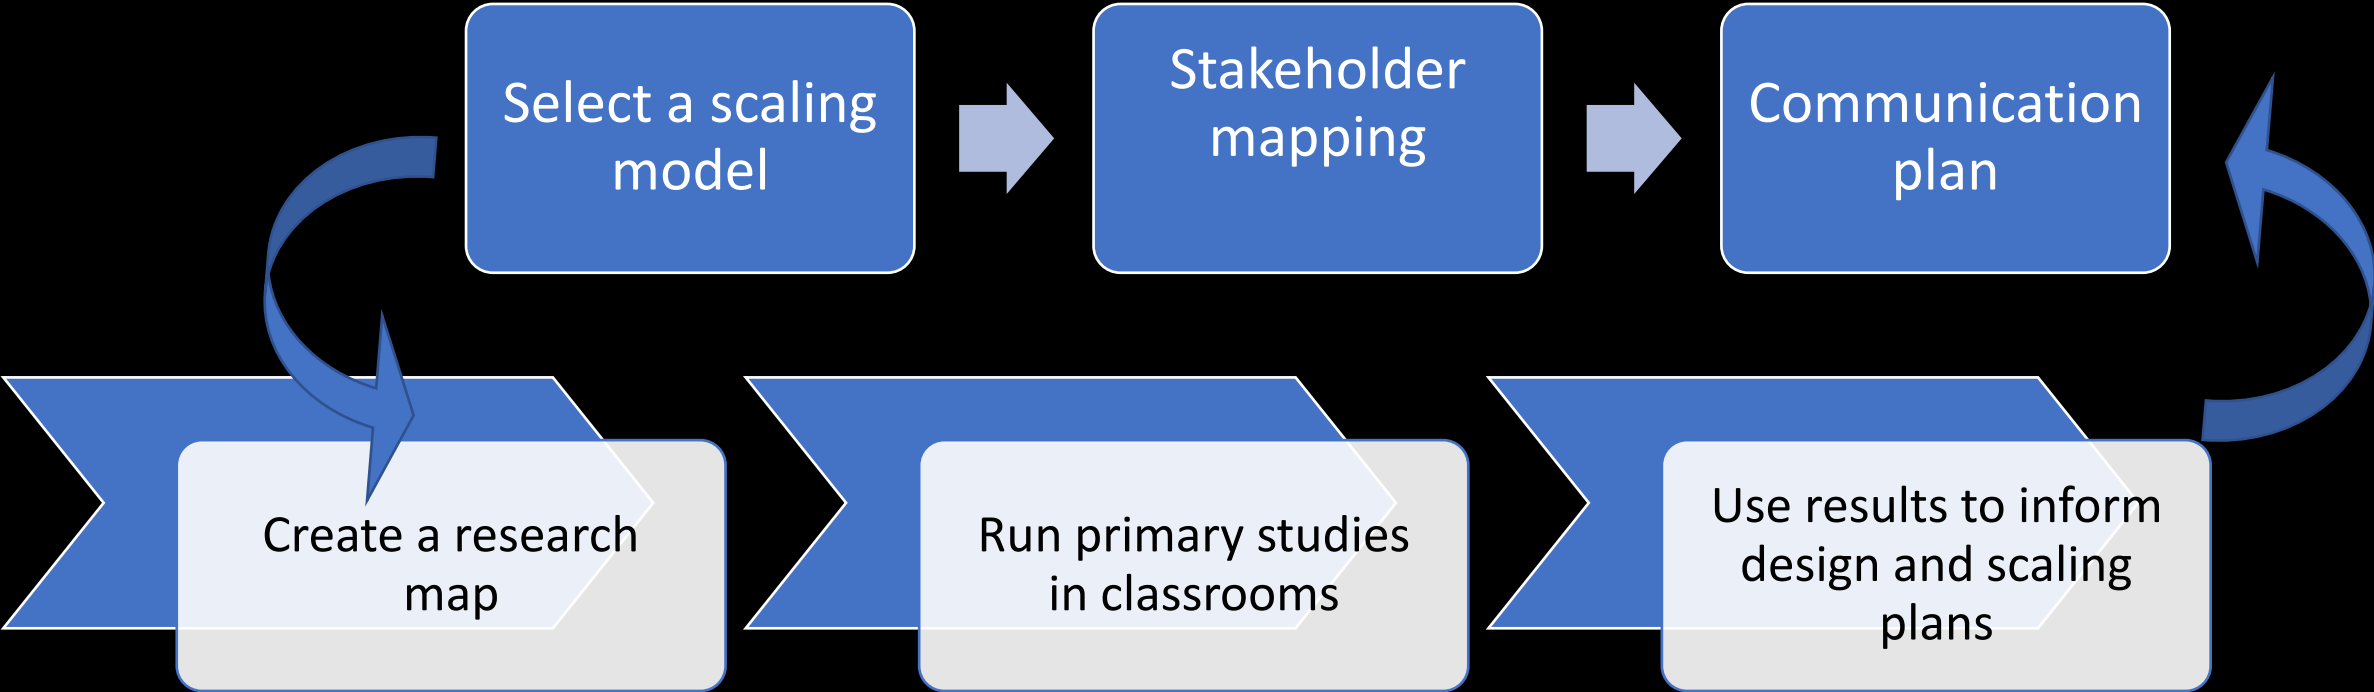 Select a scaling
model
Stakeholder
mapping
Communication
plan
Create a research
map
Run primary studies
in classrooms
Use results to inform
design and scaling
plans